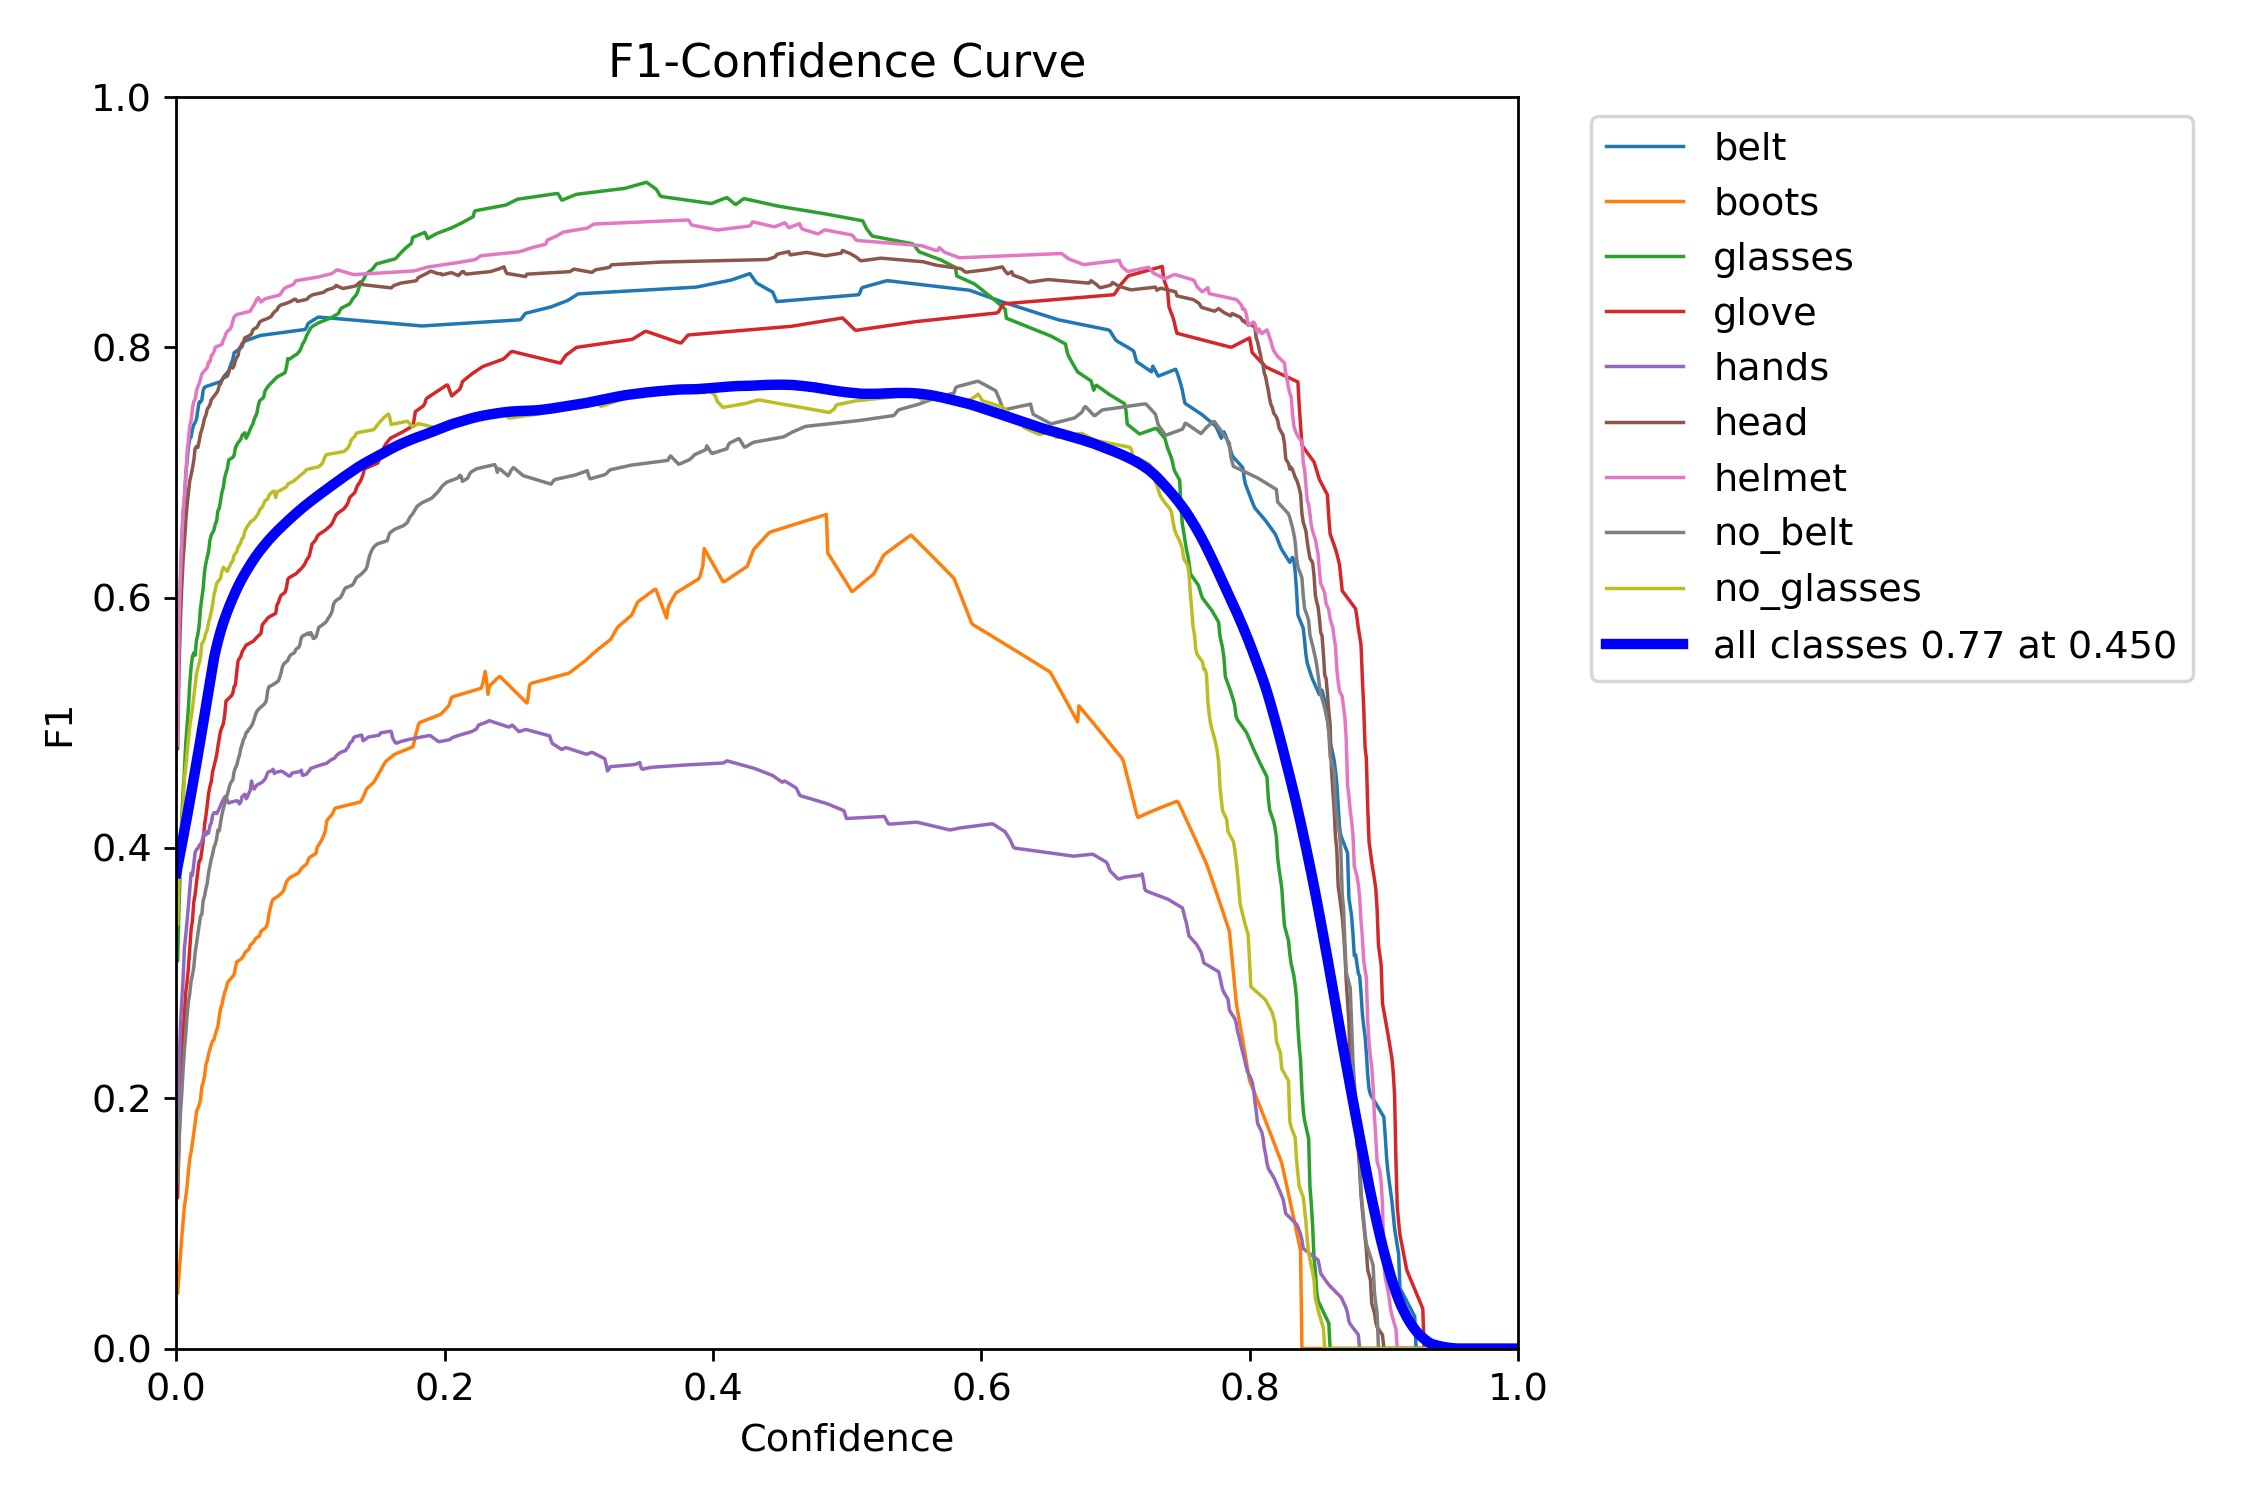 F1-Confidence Curve
1.0
0.8
0.6
0.4
0.2
0.0
F1
0.0 0.2 0.4 0.6 0.8 1.0
Confidence
belt
boots
glasses
glove
hands
head
helmet
no_belt
no_glasses
all classes 0.77 at 0.450